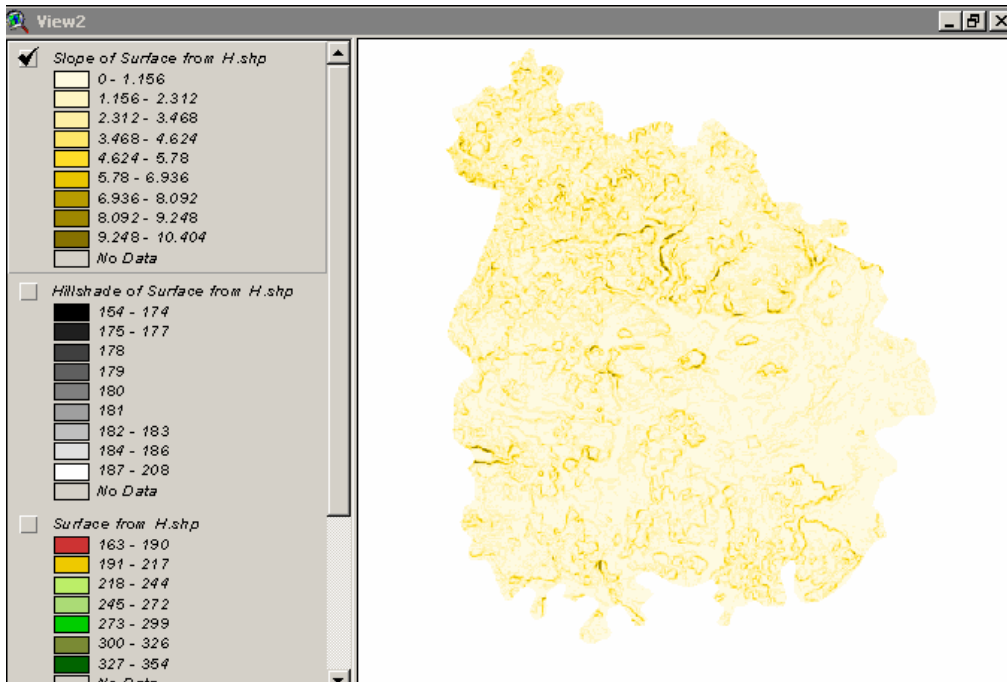 View2
Slope of Surface from H.shp
0 - 1.156
1.156 - 2.312
2.312 - 3.468
3.468 - 4.624
4.624 - 5.78
5.78 - 6.936
6.936 - 8.092
8.092 - 9.248
9.248 - 10.404
No Data
Hillshade of Surface from H.shp
154 - 174
175 - 177
178
179
180
181
182 - 183
184 - 186
187 - 208
No Data
Surface from H.shp
163 - 190
191 - 217
218 - 244
245 - 272
273 - 299
300 - 326
327 - 354
No Data